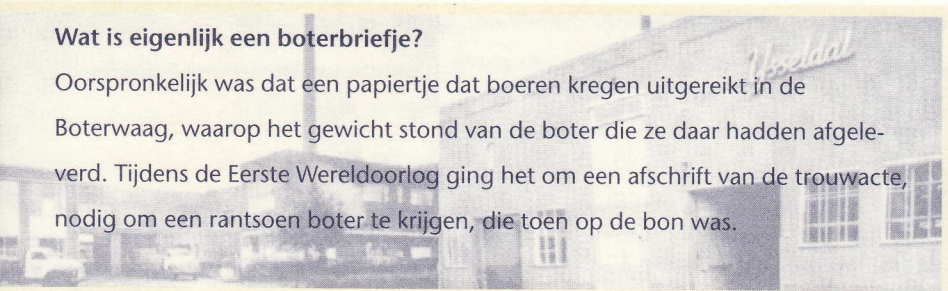 IJsseldal
Wat is eigenlijk een boterbriefje?
Oorspronkelijk was dat een papiertje dat boeren kregen uitgereikt in de
Boterwaag, waarop het gewicht stond van de boter die ze daar hadden afgele-
verd. Tijdens de Eerste Wereldoorlog ging het om een afschrift van de trouwacte,
nodig om een rantsoen boter te krijgen, die toen op de bon was.